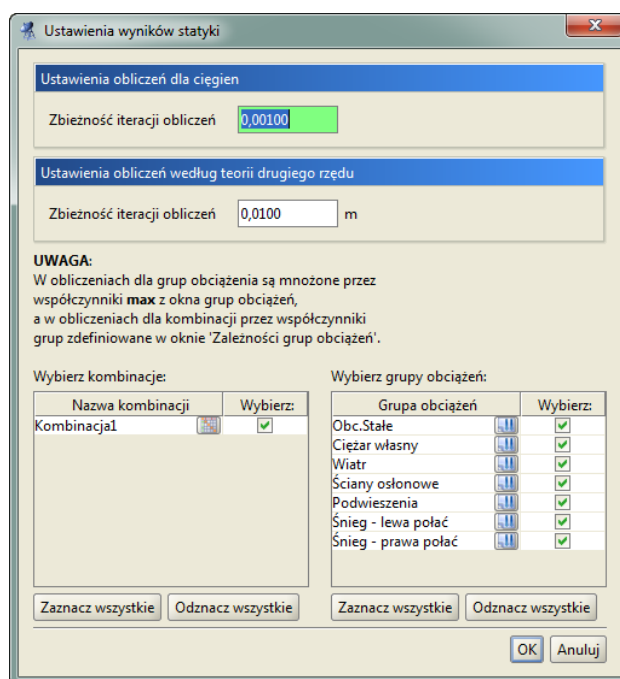 Ustawienia wyników statyki
Ustawienia obliczeń dla cięgien
Zbieżność iteracji obliczeń 0,00100
Ustawienia obliczeń według teorii drugiego rzędu
Zbieżność iteracji obliczeń 0,0100 m
UWAGA:
W obliczeniach dla grup obciążenia są mnożone przez
współczynniki max z okna grup obciążeń,
a w obliczeniach dla kombinacji przez współczynniki
grup zdefiniowane w oknie 'Zależności grup obciążeń'.
Wybierz kombinacje:
Nazwa kombinacji Wybierz:
Kombinacja1
Zaznacz wszystkie Odznacz wszystkie
Wybierz grupy obciążeń:
Grupa obciążeń Wybierz:
Obc.Stałe
Ciężar własny
Wiatr
Ściany osłonowe
Podwieszenia
Śnieg - lewa połać
Śnieg - prawa połać
Zaznacz wszystkie Odznacz wszystkie
OK Anuluj